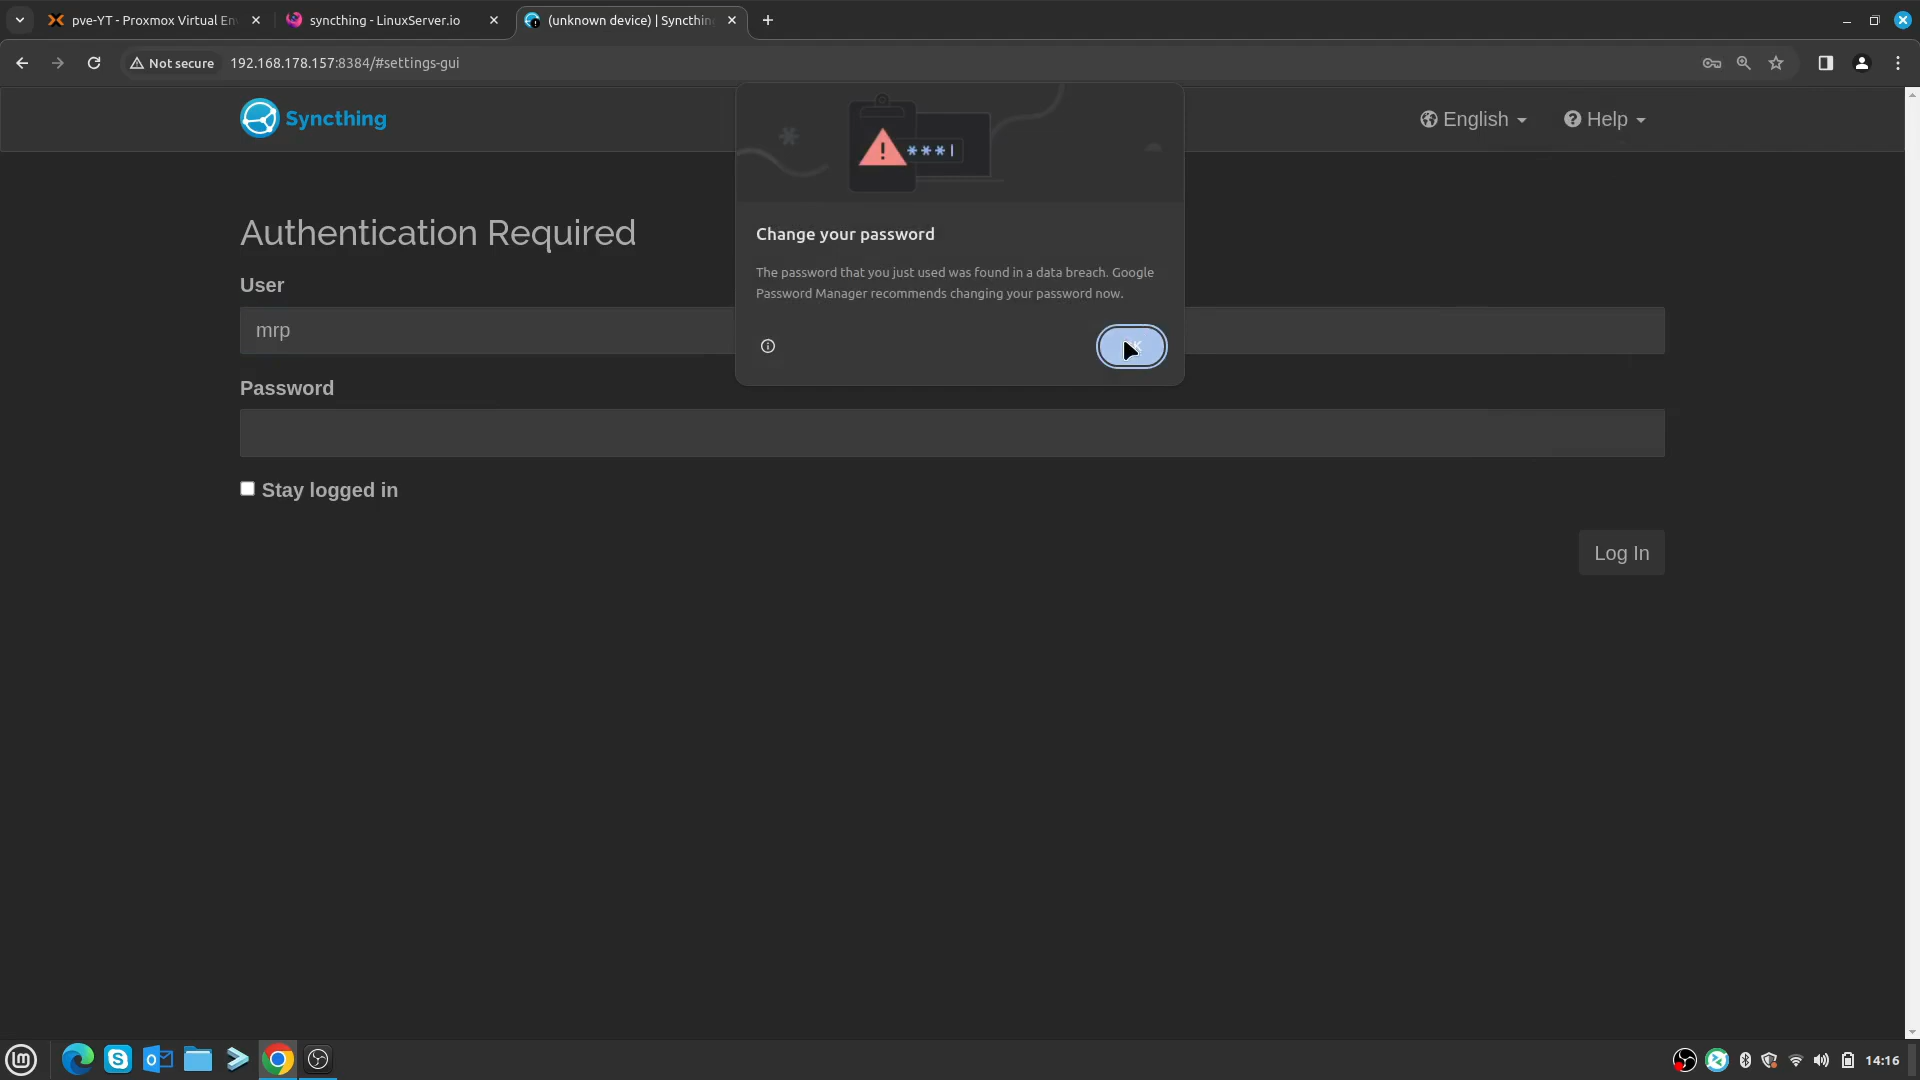 pve-YT - Proxmox Virtual En
syncthing - LinuxServer.io
(unknown device) | Syncthing
Not secure
192.168.178.157:8384/#settings-gui
Syncthing
English
Help
***|
Change your password
The password that you just used was found in a data breach. Google
Password Manager recommends changing your password now.
Authentication Required
User
mrp
Password
Stay logged in
Log In
14:16